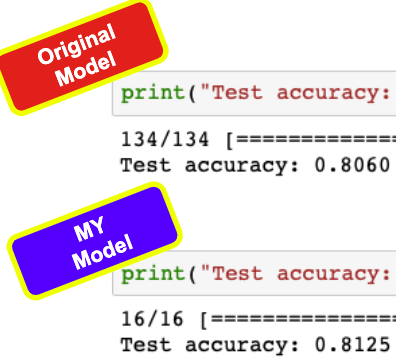 Original
Model
print("Test accuracy:
134/134 [==============
Test accuracy: 0.8060
MY
Model
print("Test accuracy:
16/16 [================
Test accuracy: 0.8125